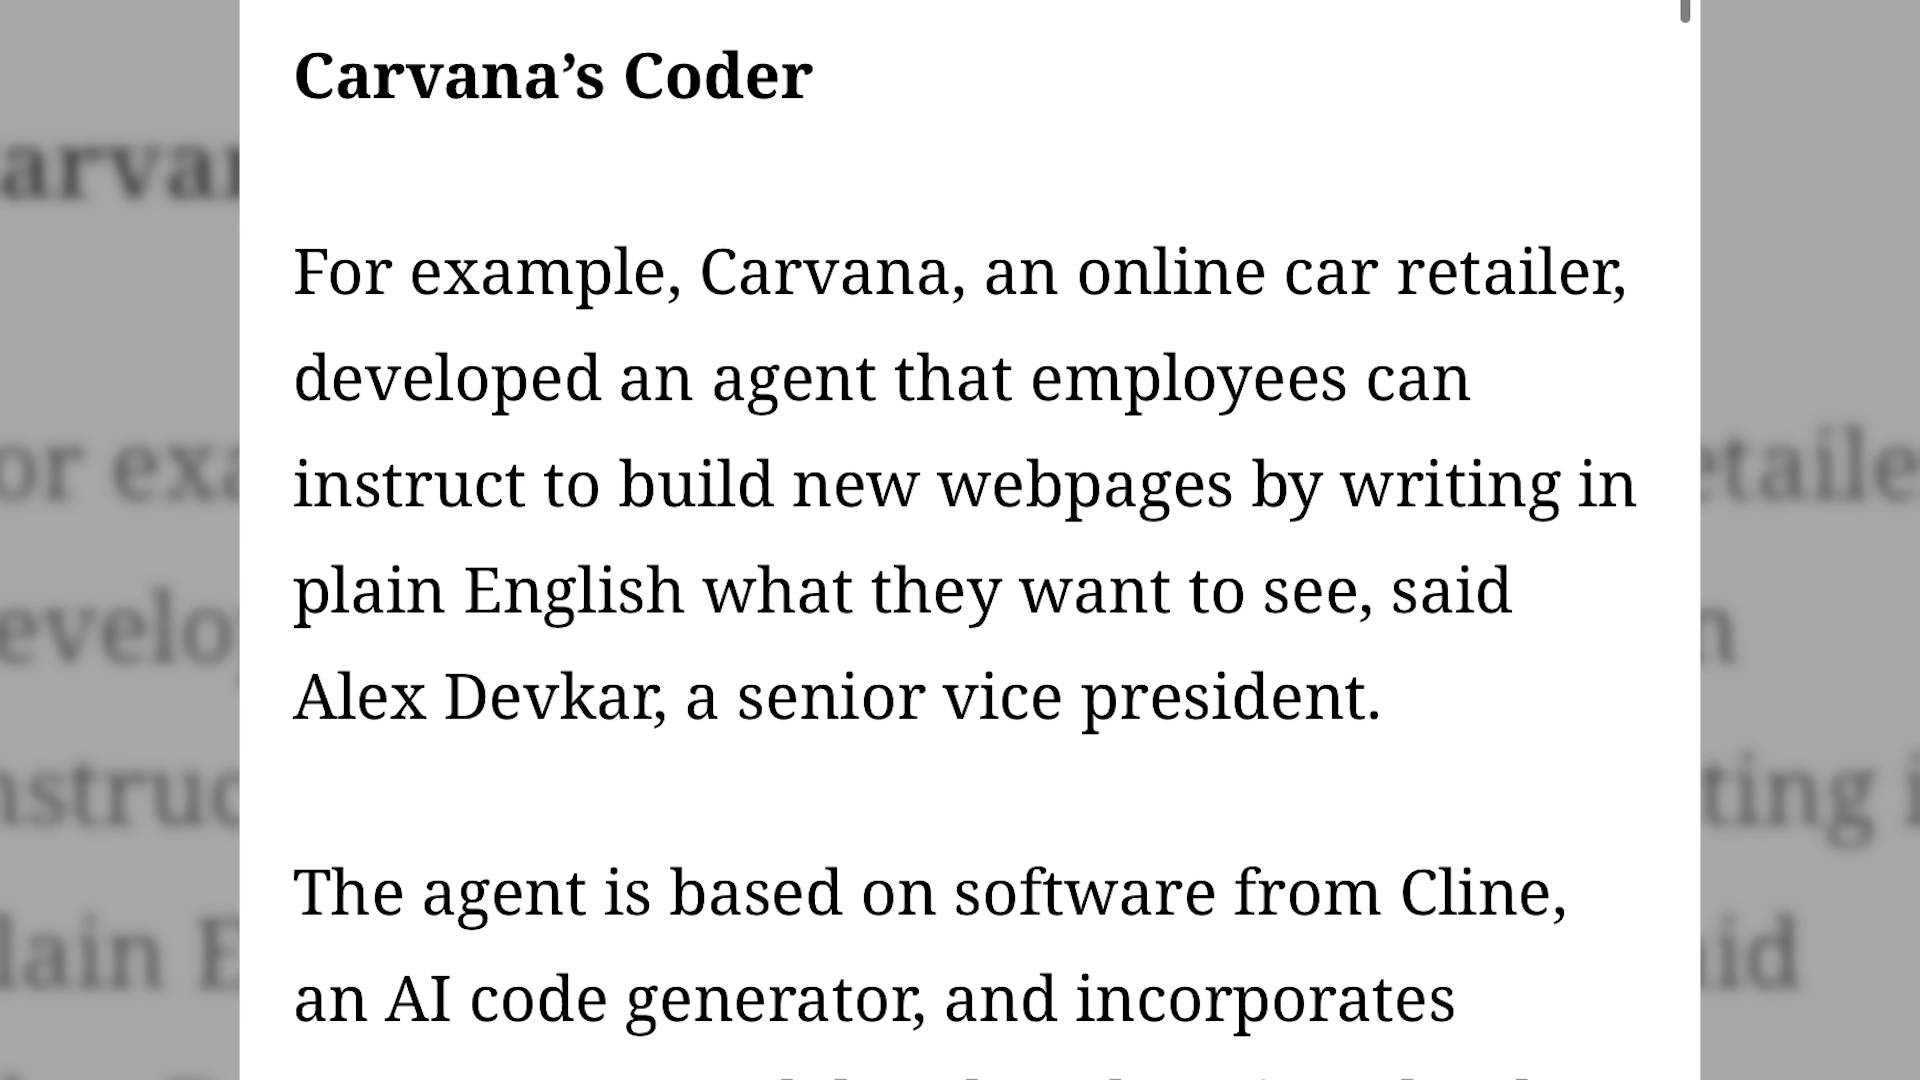 Carvana’s Coder
For example, Carvana, an online car retailer,
developed an agent that employees can
instruct to build new webpages by writing in
plain English what they want to see, said
Alex Devkar, a senior vice president.
The agent is based on software from Cline,
an AI code generator, and incorporates